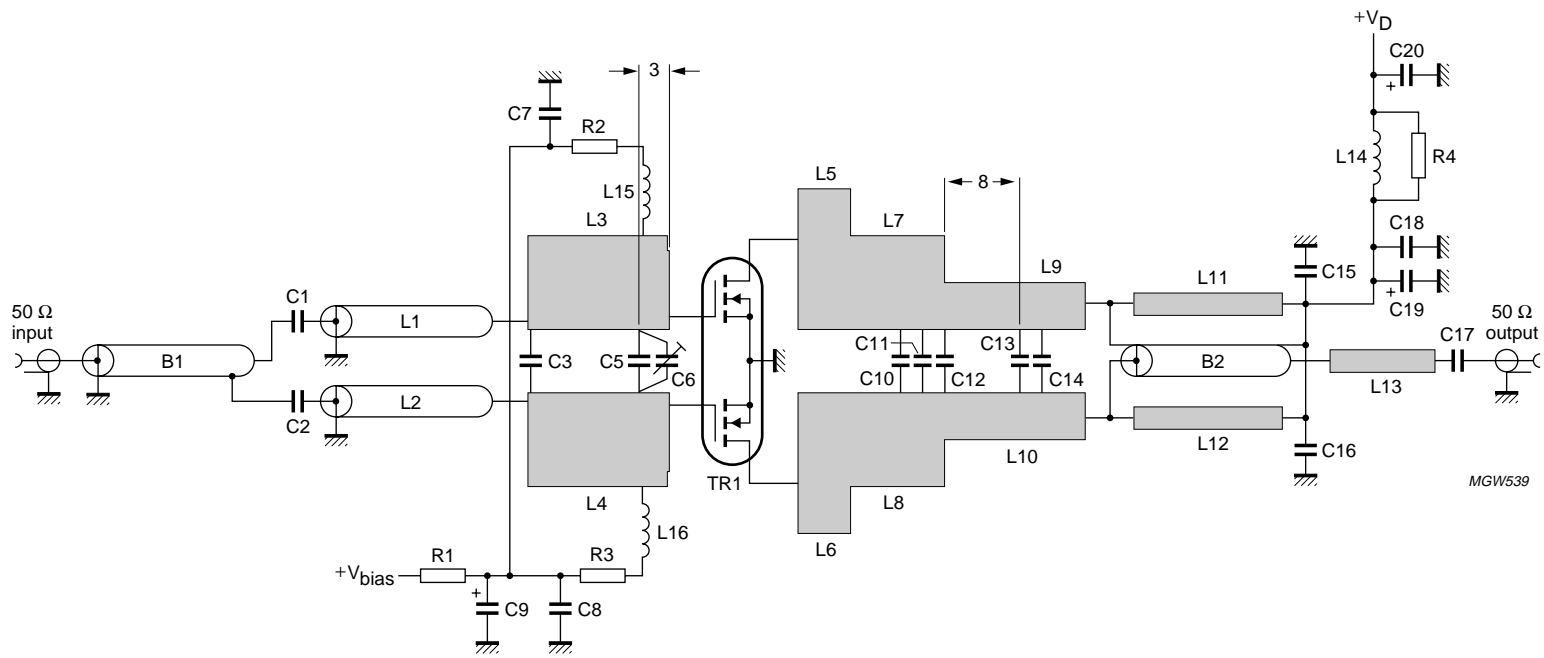 +VD
C20
+
3
C7
R2
L14
R4
L15
L5
8
L3
L7
C18
C15
L9
L11
C19
+
50 Ω
input
C1
L1
C17
50 Ω
output
B1
C3
C5
C6
C11
C10
C12
C13
C14
B2
L13
C2
L2
L12
L10
C16
TR1
L4
L8
MGW539
L16
L6
R1
R3
+Vbias
+
C9
C8